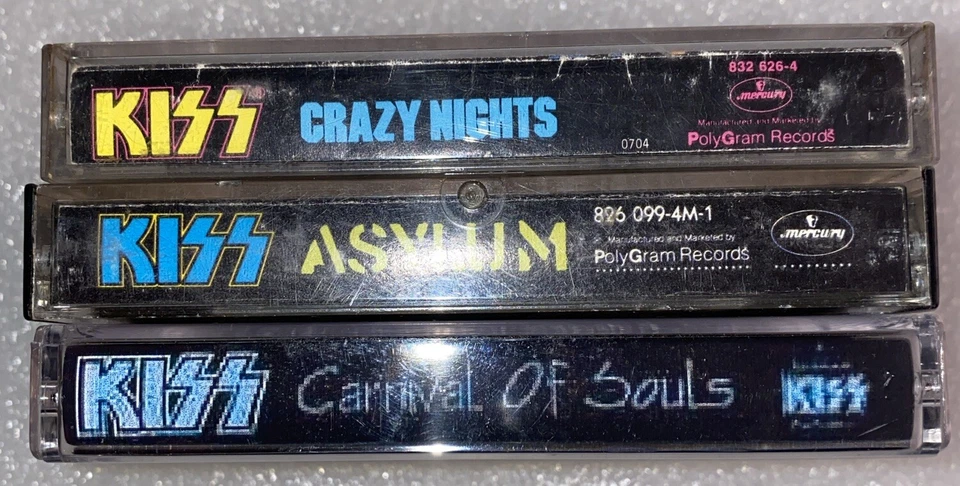 KISS®
CRAZY NIGHTS
0704
832 626-4
mercury
Manufactured and Marketed by
PolyGram Records
KISS
ASYLUM
826 099-4M-1
Manufactured and Marketed by
PolyGram Records
mercury
KISS
Carnival Of Souls
KISS